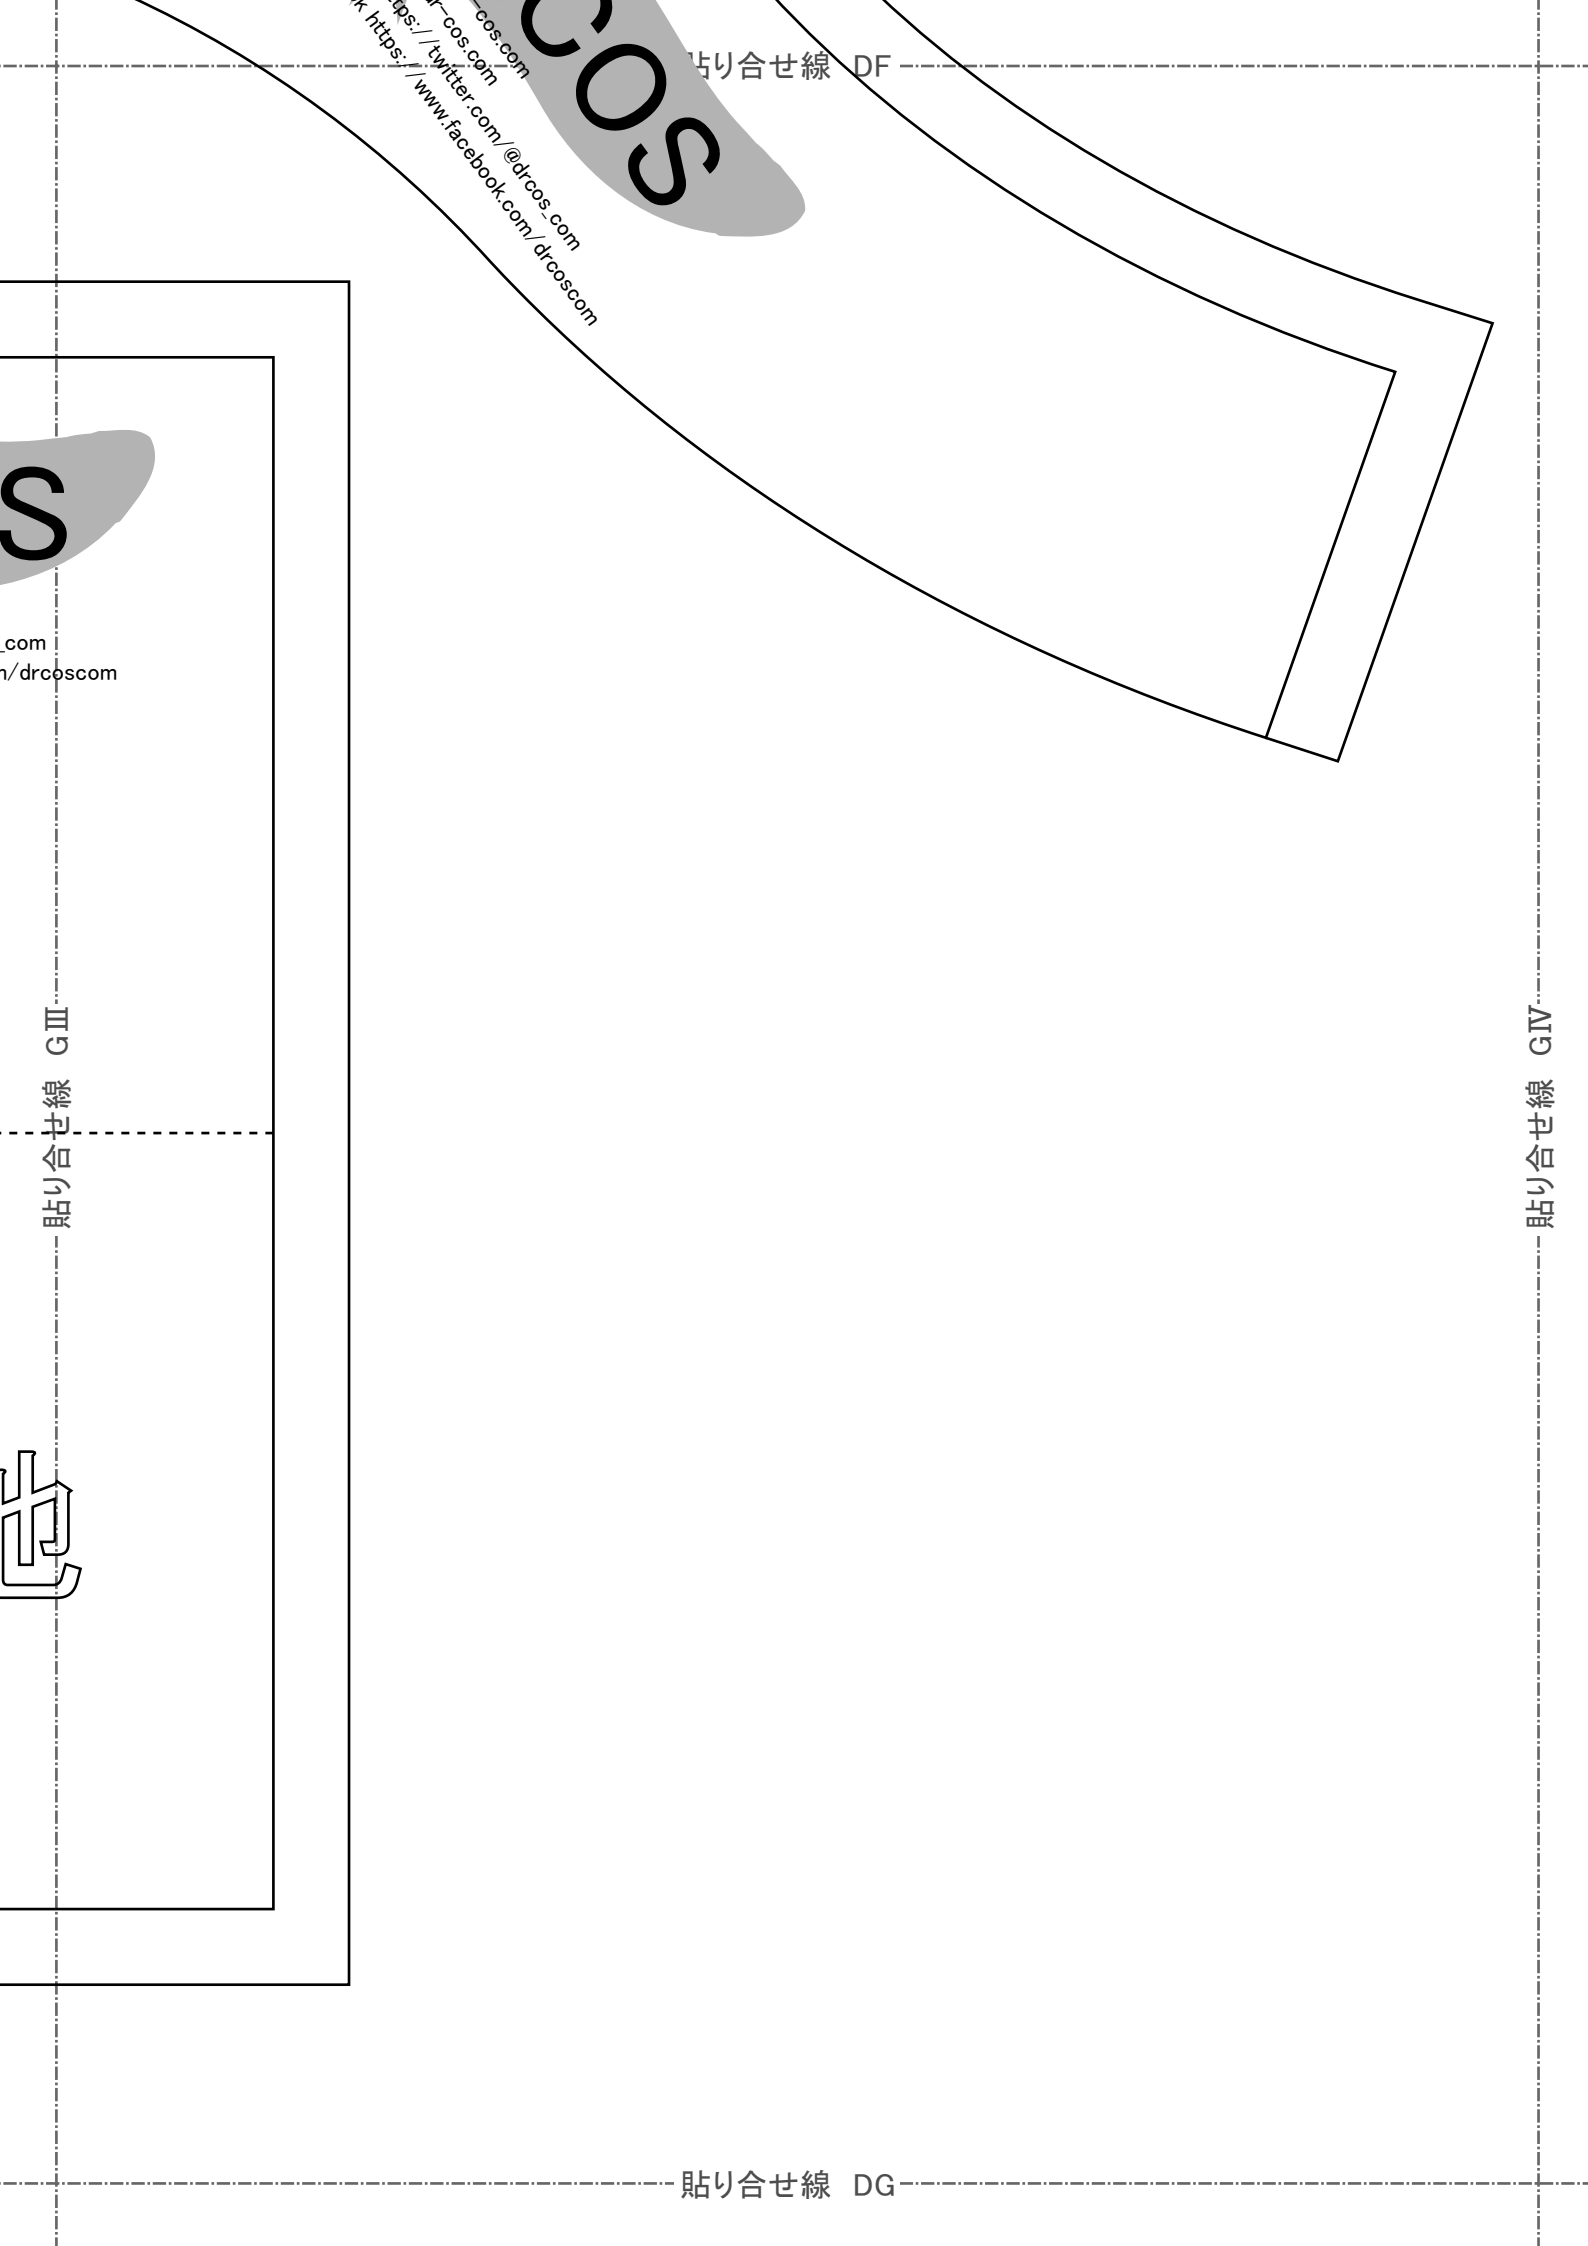 -cos.com
r-cos.com
tps://twitter.com/@drcos_com
k https://www.facebook.com/drcoscom
COS
貼り合せ線 DF
S
_com
/drcoscom
貼り合せ線 GⅢ
貼り合せ線 GⅣ
地
貼り合せ線 DG